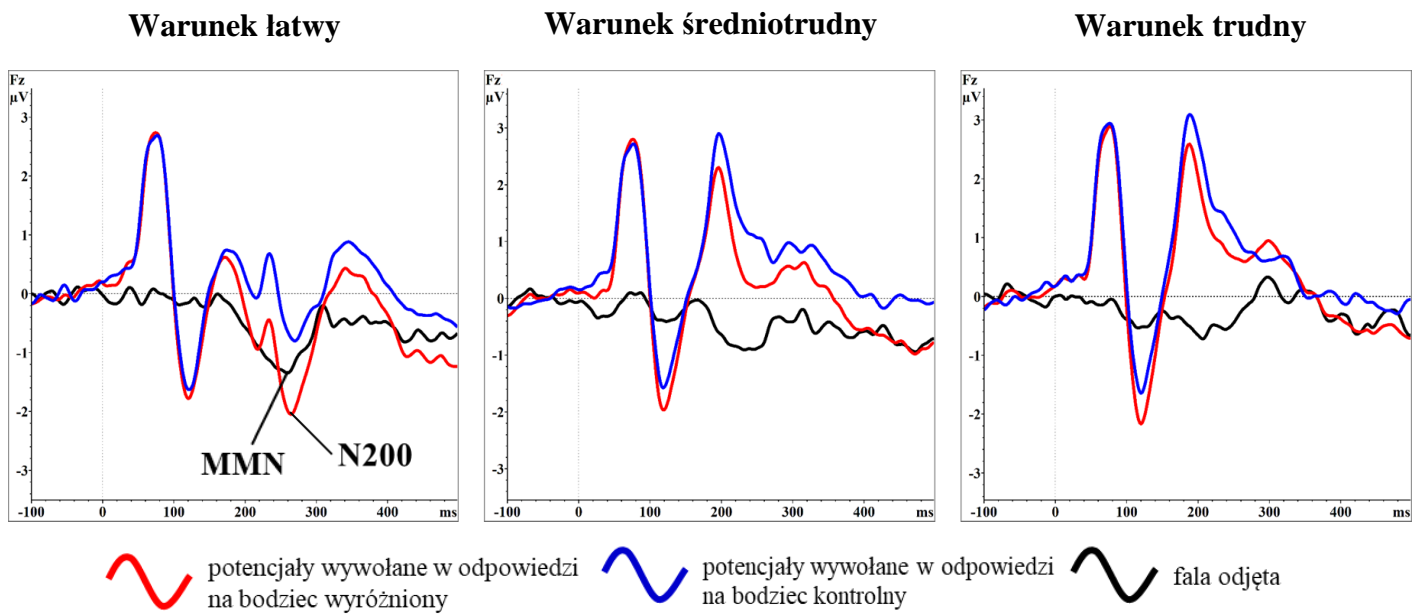 Warunek łatwy
Warunek średniotrudny
Warunek trudny
Fz
µV
3
2
1
0
-1
-2
-3
MMN
N200
-100 0 100 200 300 400 ms
Fz
µV
3
2
1
0
-1
-2
-3
-100 0 100 200 300 400 ms
Fz
µV
3
2
1
0
-1
-2
-3
-100 0 100 200 300 400 ms
potencjały wywołane w odpowiedzi
na bodziec wyróżniony
potencjały wywołane w odpowiedzi
na bodziec kontrolny
fala odjęta